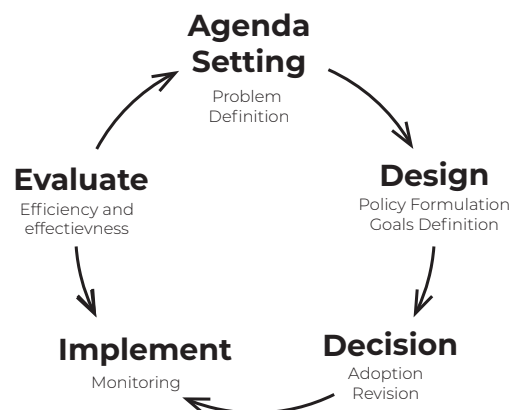 Agenda
Setting
Problem
Definition
Design
Policy Formulation
Goals Definition
Decision
Adoption
Revision
Implement
Monitoring
Evaluate
Efficiency and
effectievness